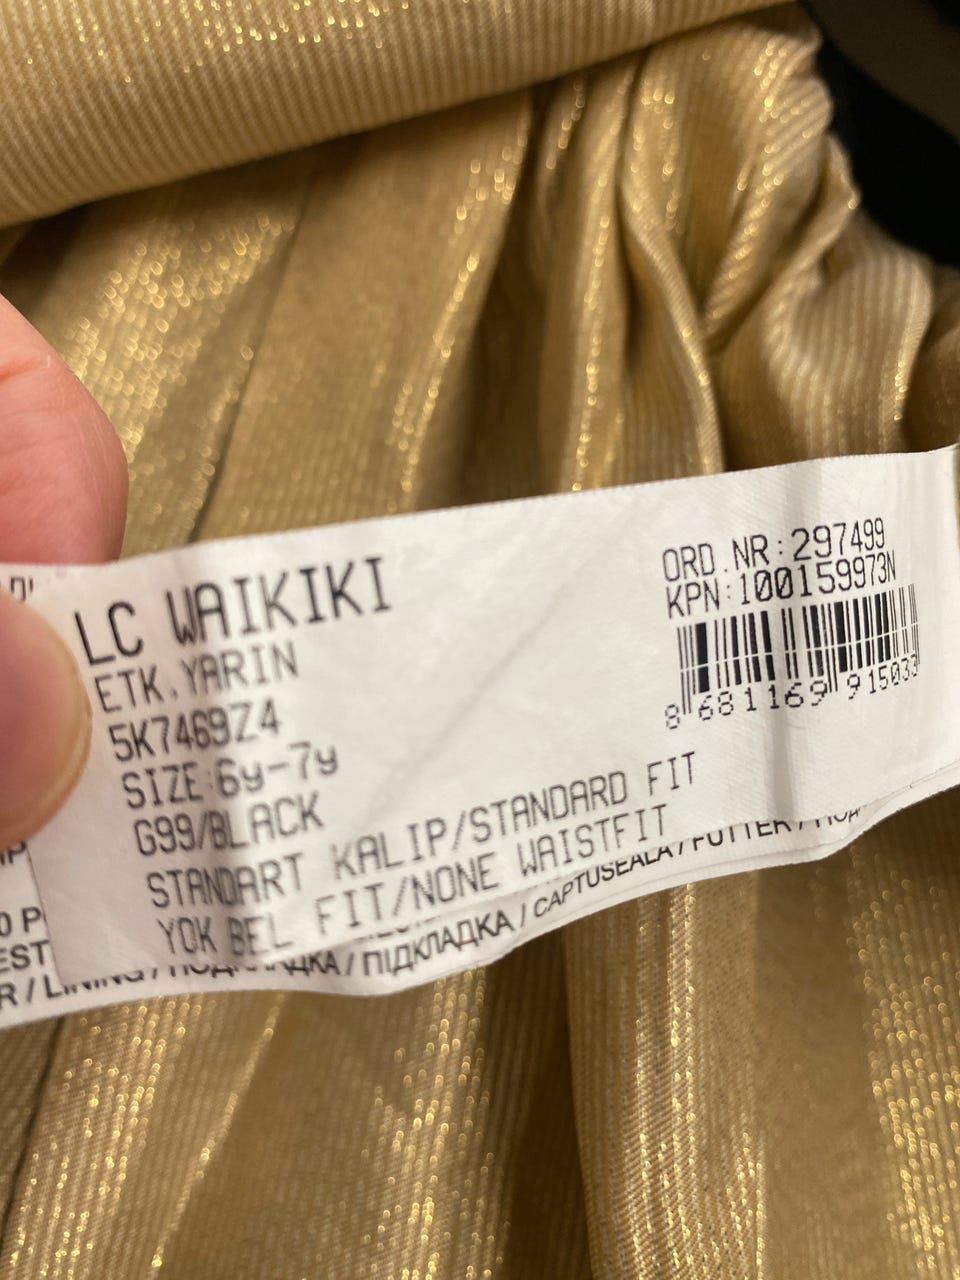 LC WAIKIKI
ETK.YARIN
5K7469Z4
SIZE:6y-7y
G99/BLACK
STANDART KALIP/STANDARD FIT
YOK BEL FIT/NONE WAISTFIT
ORD.NR:297499
KPN:100159973N
8 681169 915033
R / LINING / ПОДКЛАДКА / ПІДКЛАДКА / CAPTUSEALA / FUTTER /